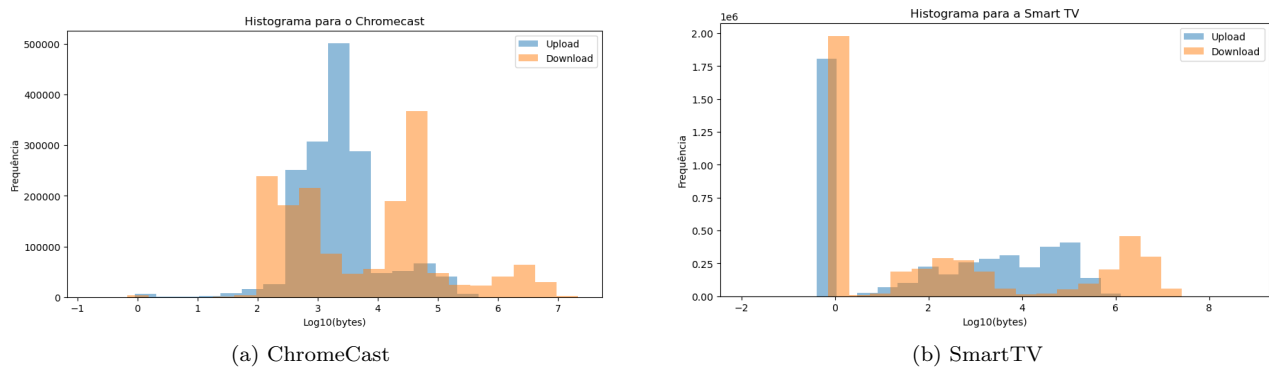 Histograma para o Chromecast
Upload
Download
500000
400000
300000
200000
100000
0
Frequência
−1 0 1 2 3 4 5 6 7
Log10(bytes)
(a) ChromeCast
Histograma para a Smart TV
1e6
Upload
Download
2.00
1.75
1.50
1.25
1.00
0.75
0.50
0.25
0.00
Frequência
−2 0 2 4 6 8
Log10(bytes)
(b) SmartTV